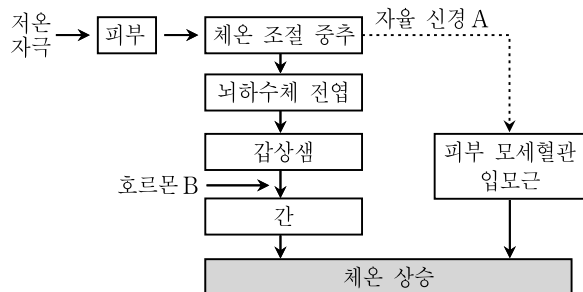 저온
자극
피부
체온 조절 중추
자율 신경 A
뇌하수체 전엽
갑상샘
피부 모세혈관
입모근
호르몬 B
간
체온 상승